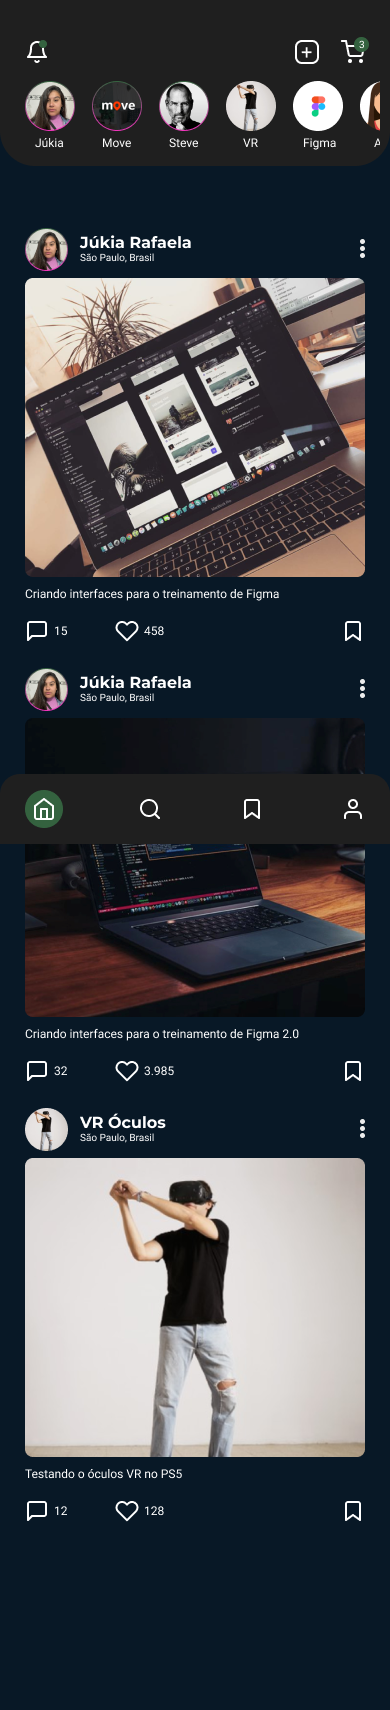 3
move
Júkia
Move
Steve
VR
Figma
A
Júkia Rafaela
São Paulo, Brasil
Criando interfaces para o treinamento de Figma
15
458
Júkia Rafaela
São Paulo, Brasil
Criando interfaces para o treinamento de Figma 2.0
32
3.985
VR Óculos
São Paulo, Brasil
Testando o óculos VR no PS5
12
128